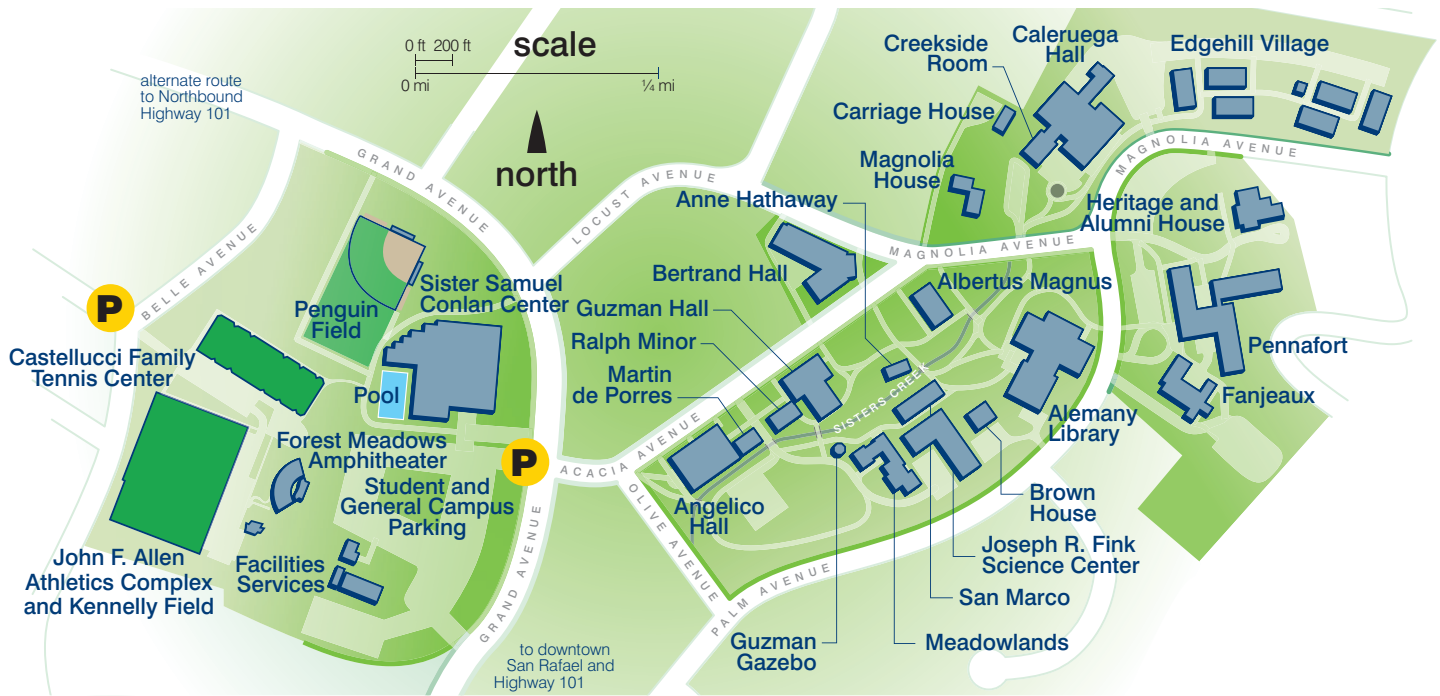 0 ft 200 ft
scale
0 mi
¼ mi
north
alternate route
to Northbound
Highway 101
GRAND AVENUE
LOCUST AVENUE
BELLE AVENUE
P
Creekside
Room
Caleruega
Hall
Edgehill Village
Carriage House
Magnolia
House
MAGNOLIA AVENUE
Anne Hathaway
Heritage and
Alumni House
MAGNOLIA AVENUE
Bertrand Hall
Albertus Magnus
Sister Samuel
Conlan Center
Penguin
Field
Guzman Hall
Ralph Minor
Martin
de Porres
Castellucci Family
Tennis Center
Pool
SISTERS CREEK
Pennafort
Fanjeaux
Alemany
Library
Forest Meadows
Amphitheater
P
ACACIA AVENUE
Student and
General Campus
Parking
OLIVE AVENUE
Angelico
Hall
Brown
House
Joseph R. Fink
Science Center
San Marco
Meadowlands
Guzman
Gazebo
PALM AVENUE
GRAND AVENUE
John F. Allen
Athletics Complex
and Kennelly Field
Facilities
Services
to downtown
San Rafael and
Highway 101